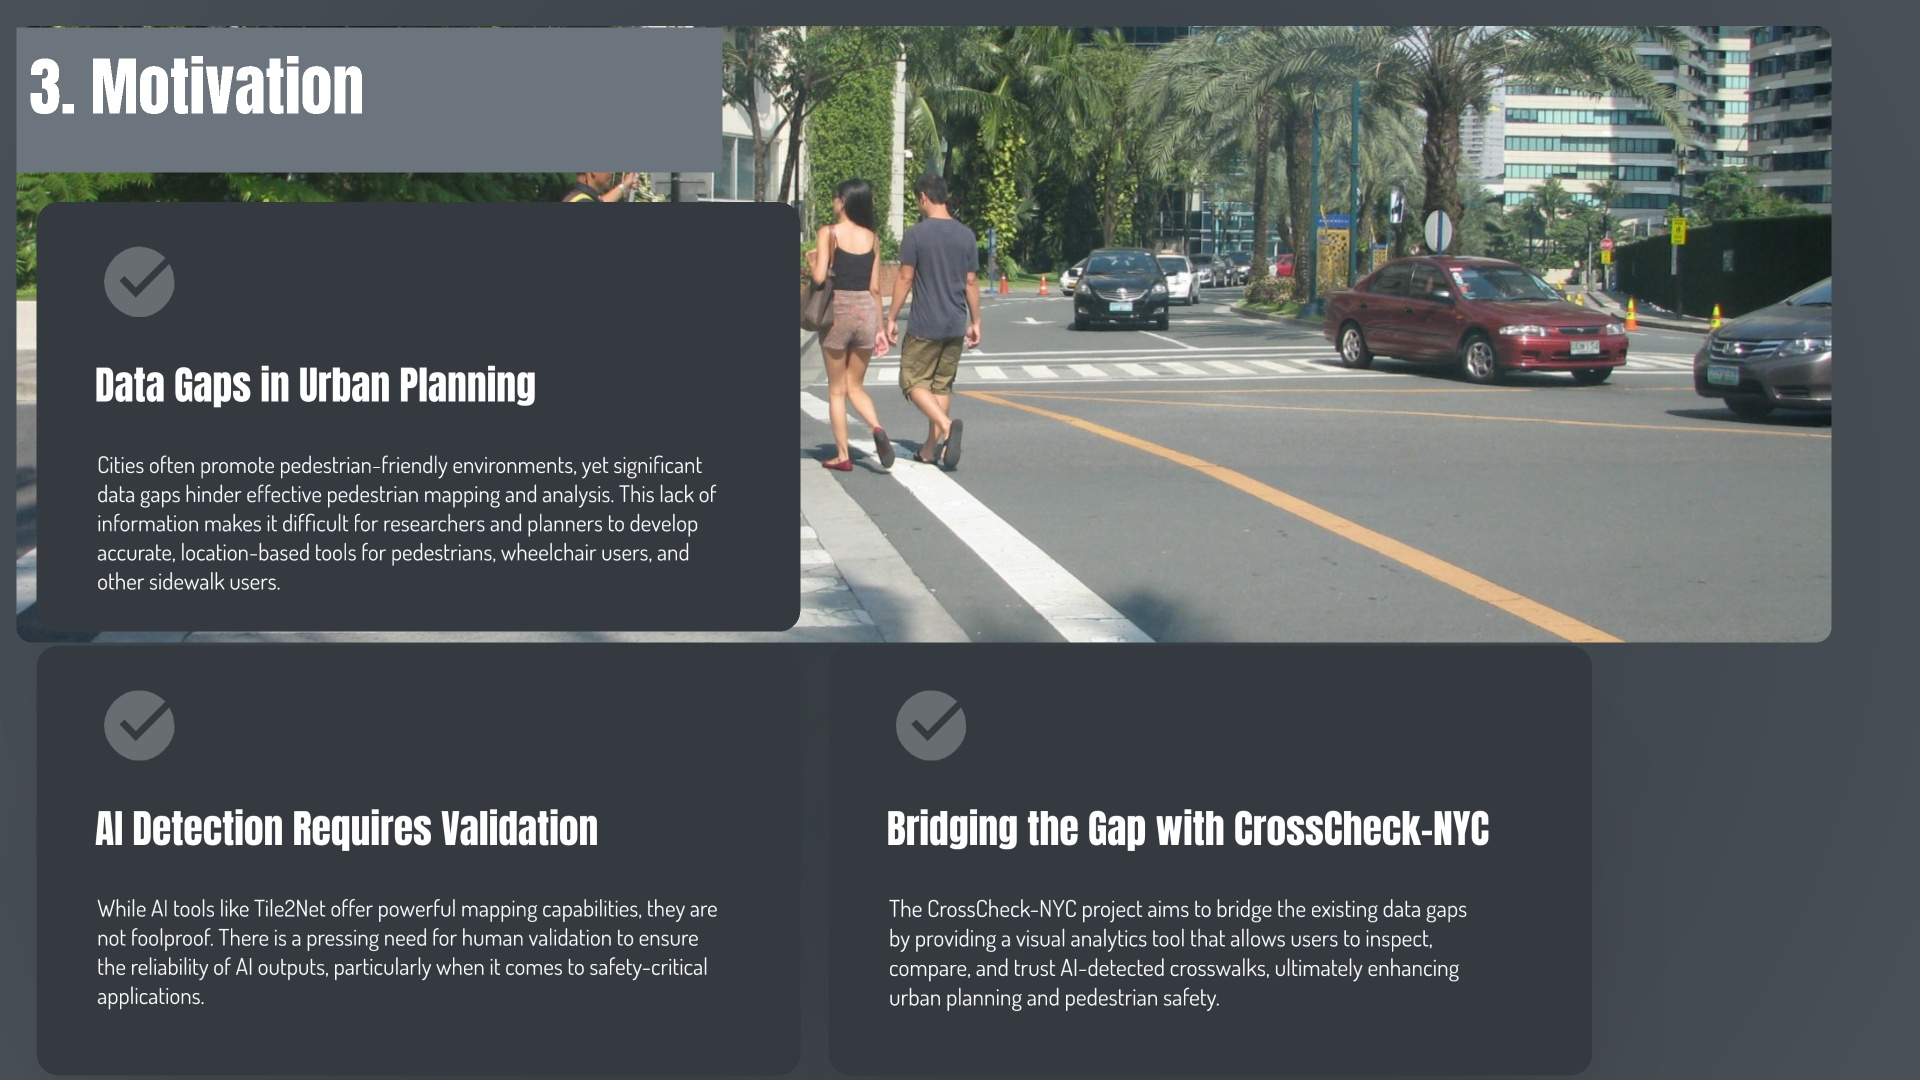 3. Motivation
Data Gaps in Urban Planning
Cities often promote pedestrian-friendly environments, yet significant
data gaps hinder effective pedestrian mapping and analysis. This lack of
information makes it difficult for researchers and planners to develop
accurate, location-based tools for pedestrians, wheelchair users, and
other sidewalk users.
AI Detection Requires Validation
While AI tools like Tile2Net offer powerful mapping capabilities, they are
not foolproof. There is a pressing need for human validation to ensure
the reliability of AI outputs, particularly when it comes to safety-critical
applications.
Bridging the Gap with CrossCheck-NYC
The CrossCheck-NYC project aims to bridge the existing data gaps
by providing a visual analytics tool that allows users to inspect,
compare, and trust AI-detected crosswalks, ultimately enhancing
urban planning and pedestrian safety.